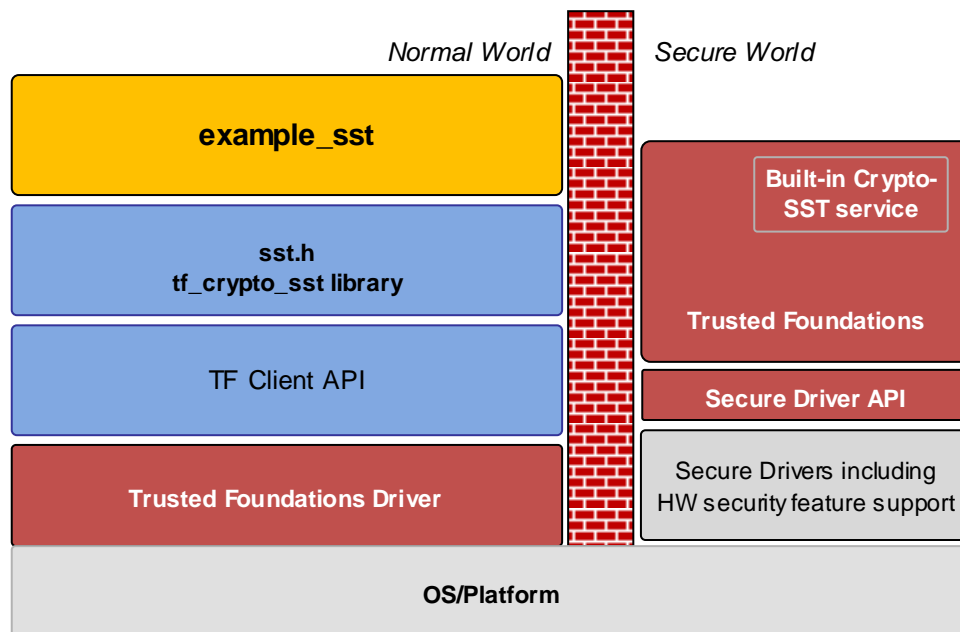 Normal World
Secure World
example_sst
Built-in Crypto-
SST service
sst.h
tf_crypto_sst library
Trusted Foundations
TF Client API
Secure Driver API
Secure Drivers including
HW security feature support
Trusted Foundations Driver
OS/Platform